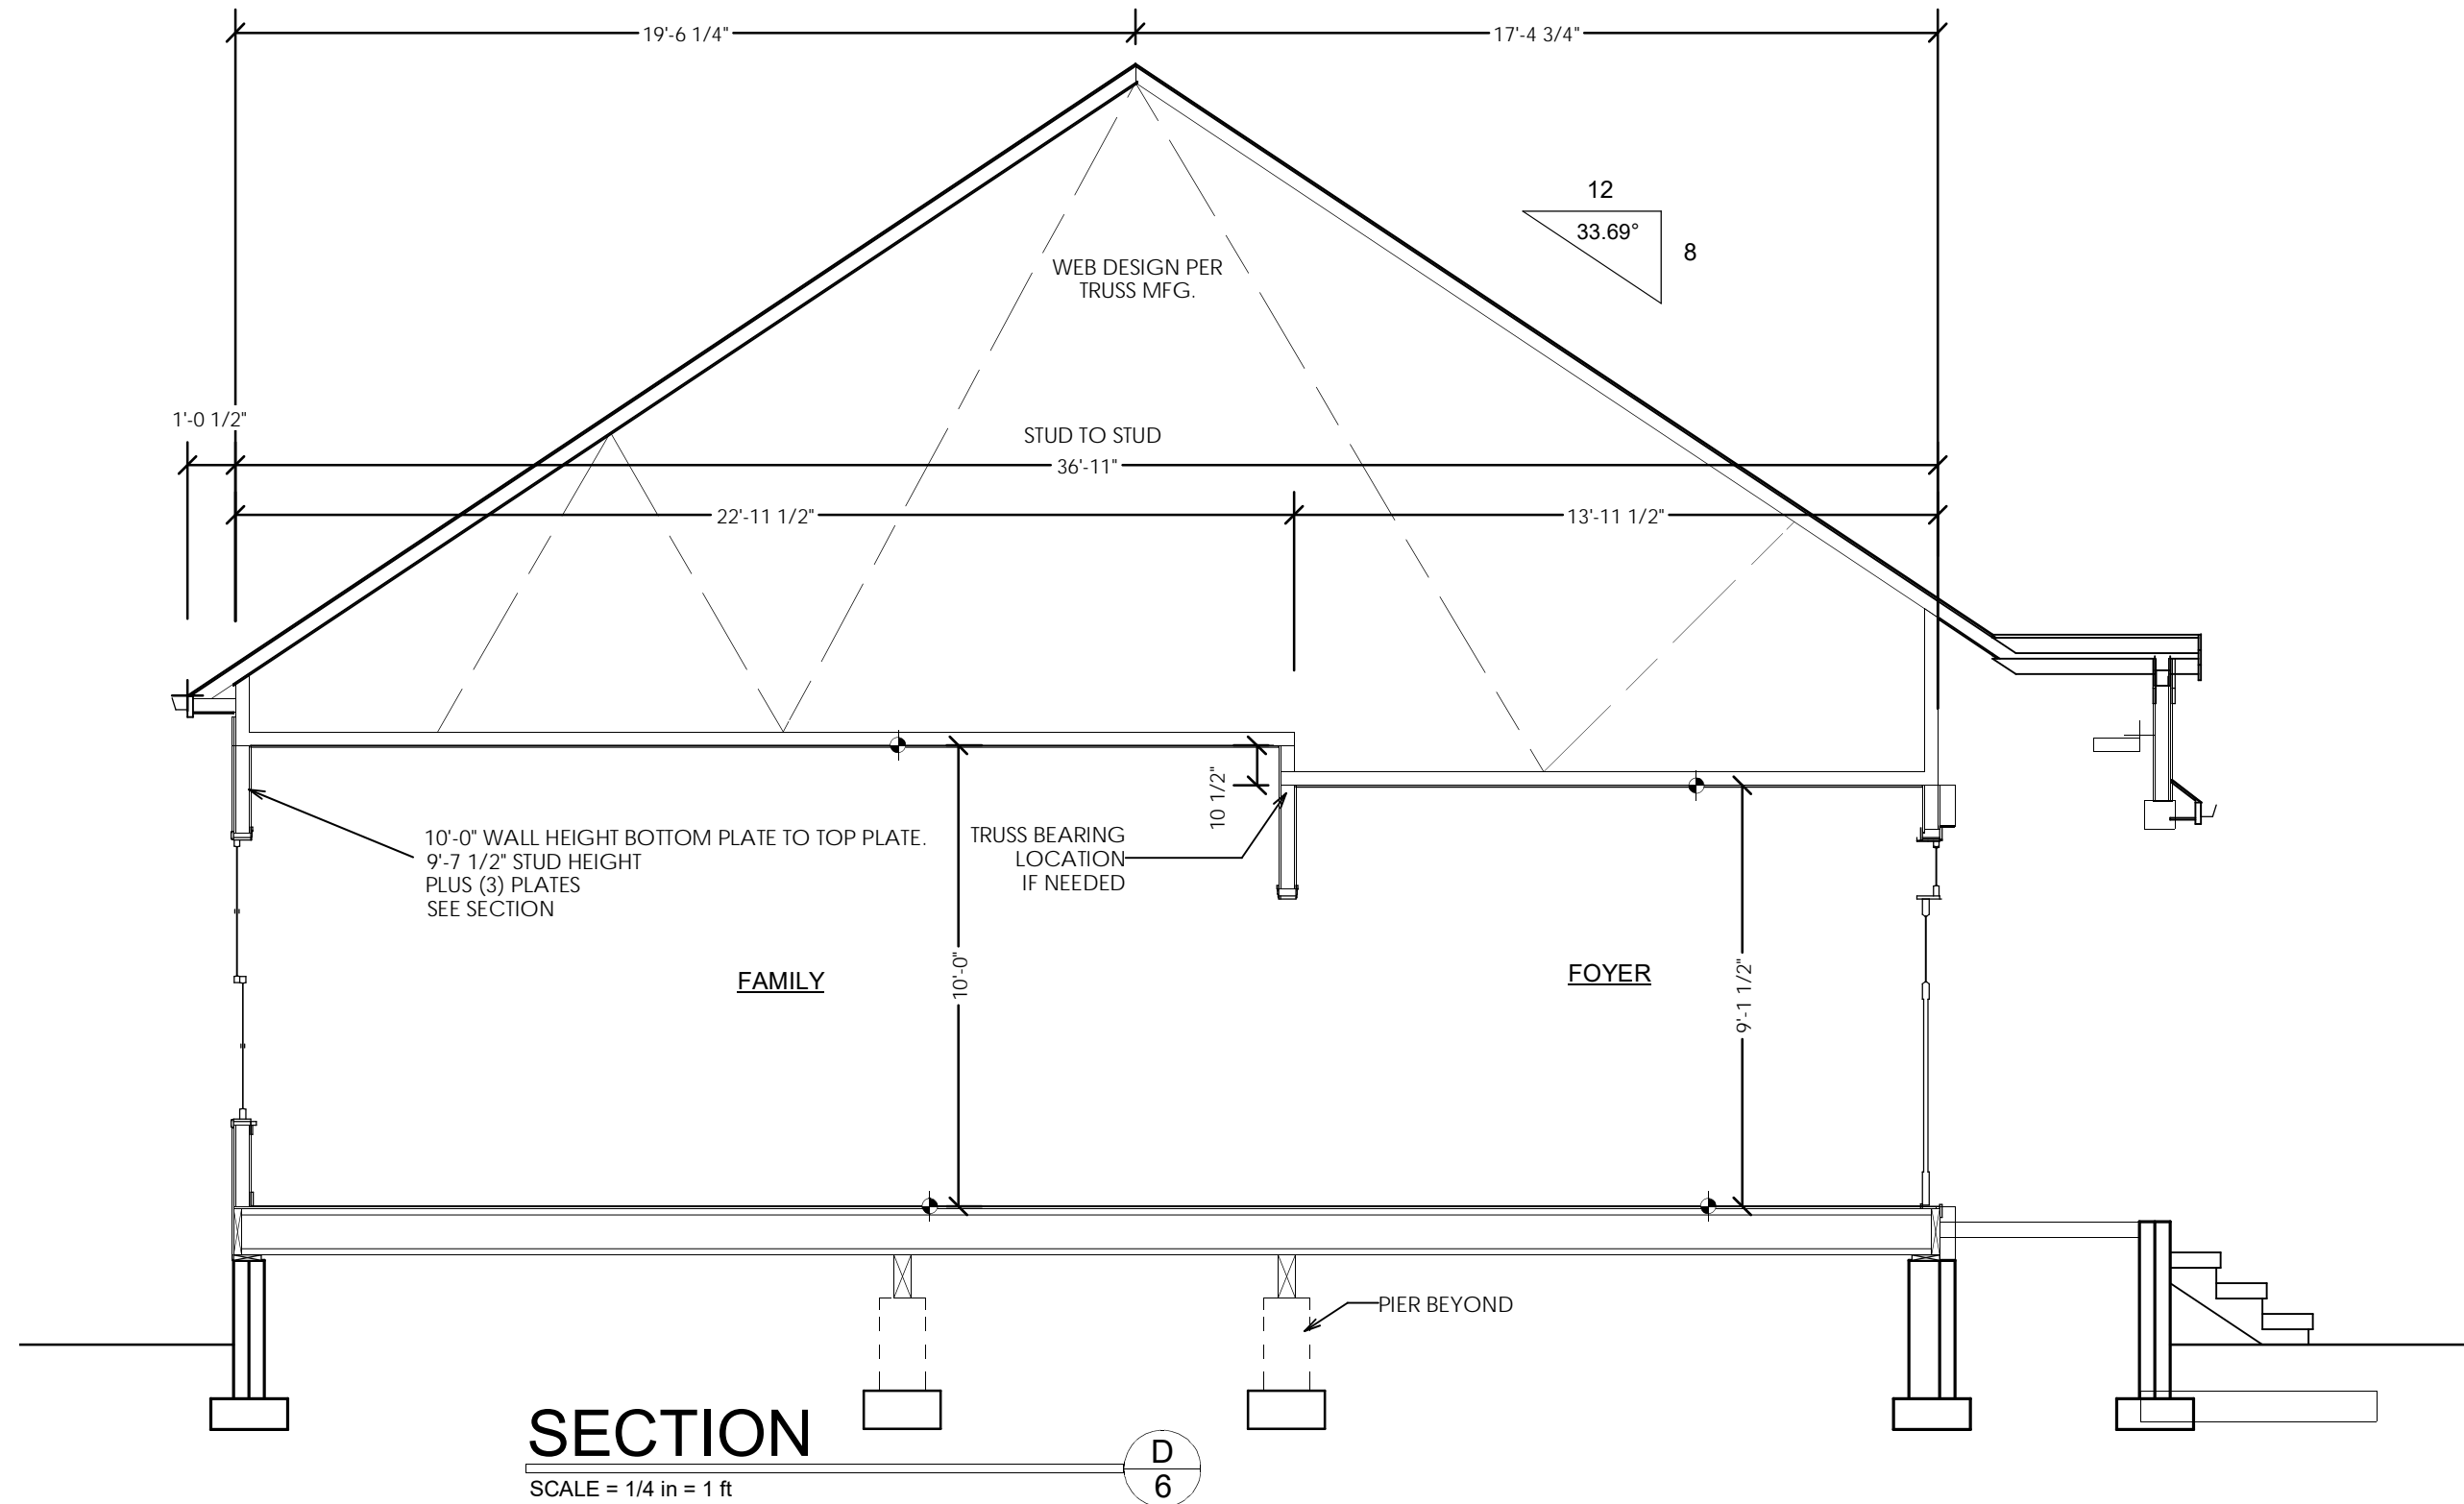 19'-6 1/4"
17'-4 3/4"
12
33.69°
8
WEB DESIGN PER
TRUSS MFG.
1'-0 1/2"
STUD TO STUD
36'-11"
22'-11 1/2"
13'-11 1/2"
10 1/2"
10'-0" WALL HEIGHT BOTTOM PLATE TO TOP PLATE.
9'-7 1/2" STUD HEIGHT
PLUS (3) PLATES
SEE SECTION
TRUSS BEARING
LOCATION
IF NEEDED
FAMILY
10'-0"
FOYER
9'-1 1/2"
PIER BEYOND
SECTION
D
6
SCALE = 1/4 in = 1 ft